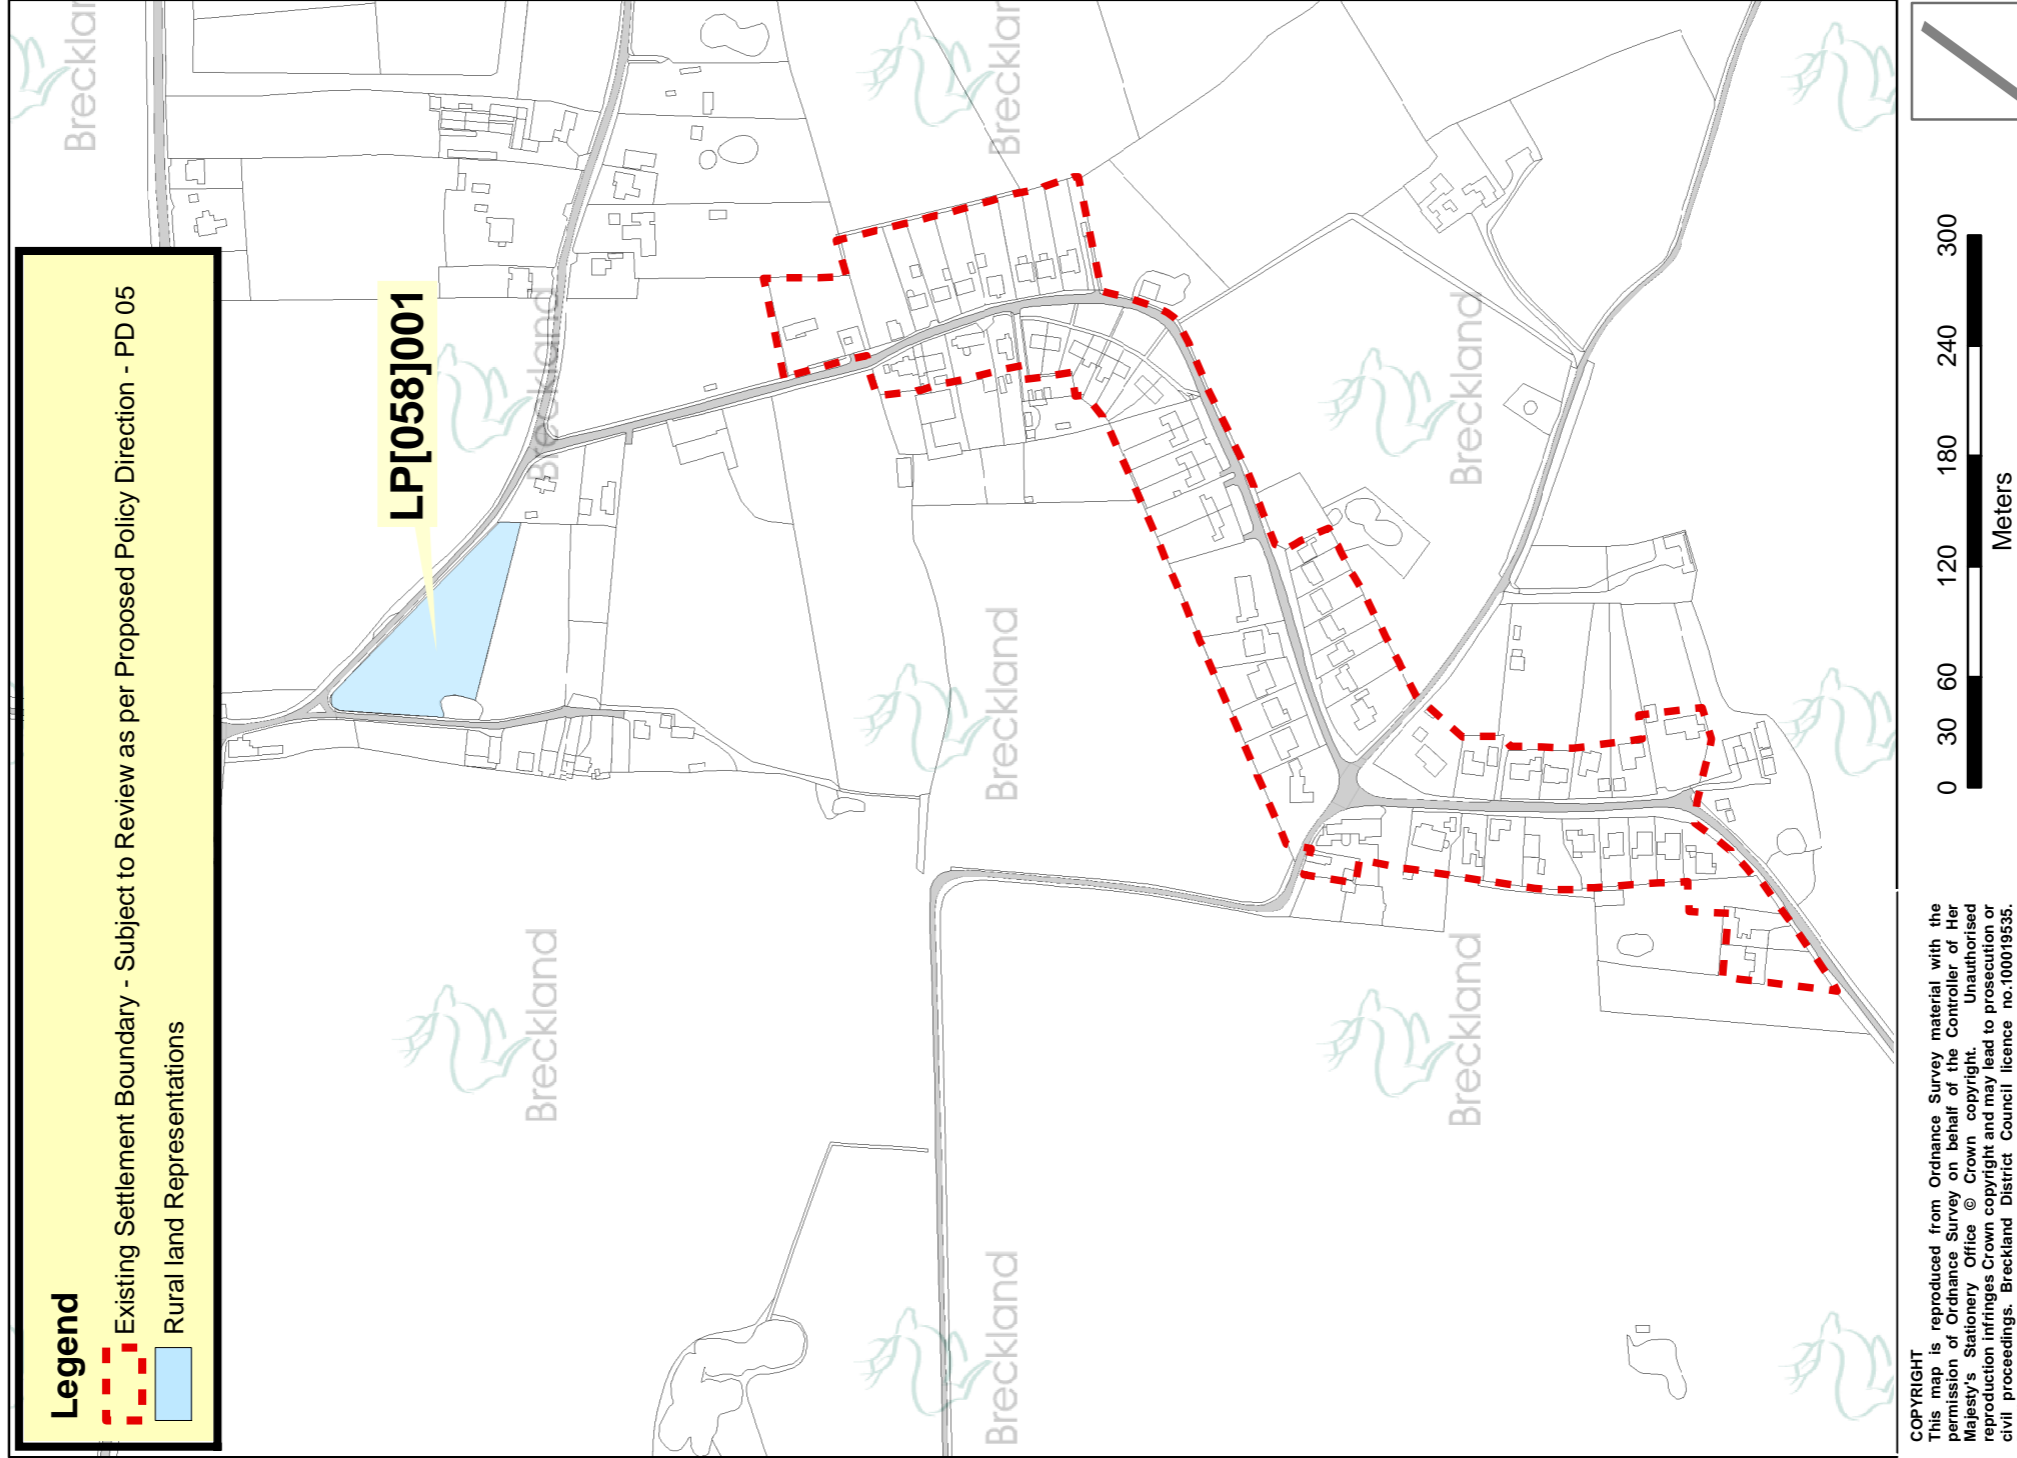 Legend
Existing Settlement Boundary - Subject to Review as per Proposed Policy Direction - PD 05
Rural land Representations
LP[058]001
Breckland
Breckland
Breckland
Breckland
Breckland
Breckland
Breckland
Breckland
Breckland
Breckland
0 30 60 120 180 240 300
Meters
COPYRIGHT
This map is reproduced from Ordnance Survey material with the
permission of Ordnance Survey on behalf of the Controller of Her
Majesty's Stationery Office © Crown copyright. Unauthorised
reproduction infringes Crown copyright and may lead to prosecution or
civil proceedings. Breckland District Council licence no.100019535.